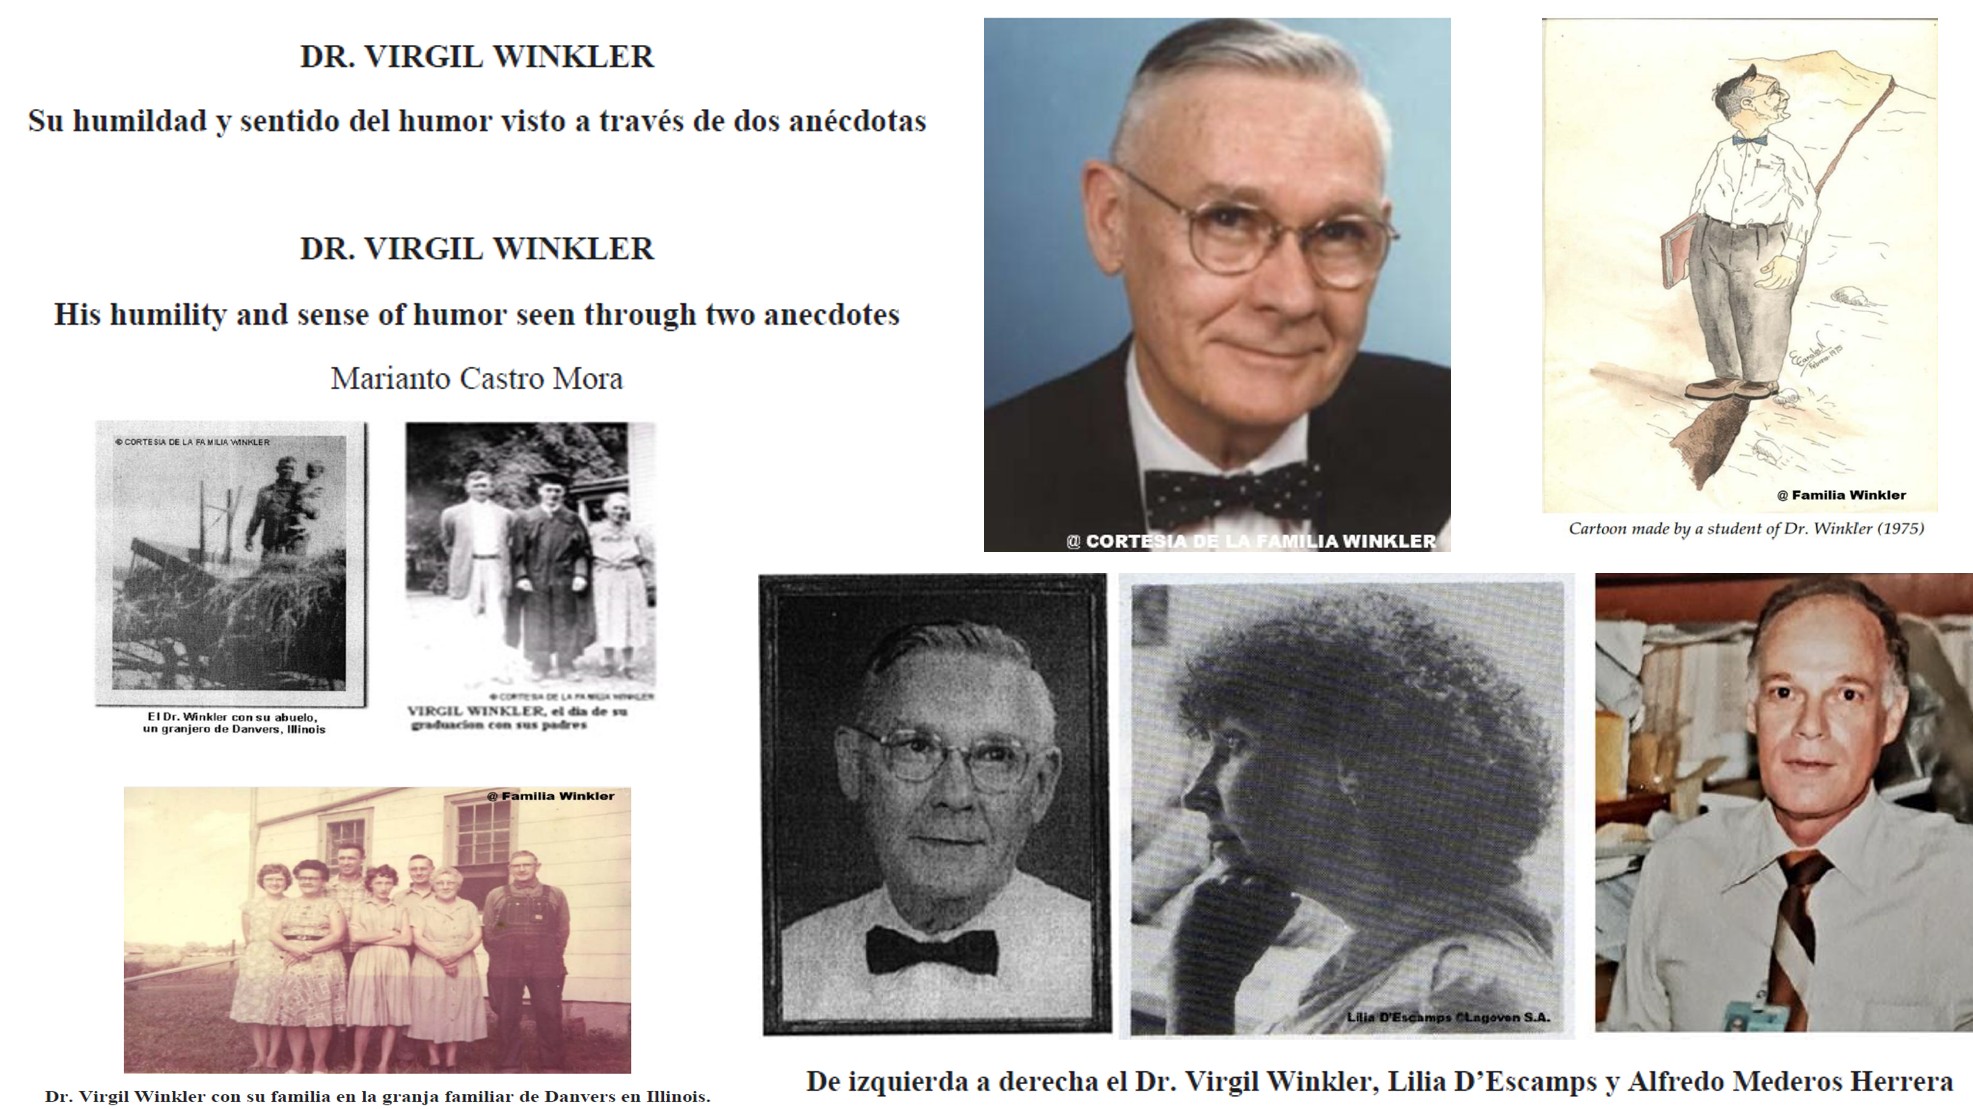 DR. VIRGIL WINKLER
Su humildad y sentido del humor visto a través de dos anécdotas
DR. VIRGIL WINKLER
His humility and sense of humor seen through two anecdotes
Marianto Castro Mora
© CORTESIA DE LA FAMILIA WINKLER
El Dr. Winkler con su abuelo,
un granjero de Danvers, Illinois
© CORTESIA DE LA FAMILIA WINKLER
VIRGIL WINKLER, el dia de su
graduacion con sus padres
@ Familia Winkler
Dr. Virgil Winkler con su familia en la granja familiar de Danvers en Illinois.
@ CORTESIA DE LA FAMILIA WINKLER
@ Familia Winkler
Cartoon made by a student of Dr. Winkler (1975)
Lilia D'Escamps ©Lagoven S.A.
De izquierda a derecha el Dr. Virgil Winkler, Lilia D’Escamps y Alfredo Mederos Herrera